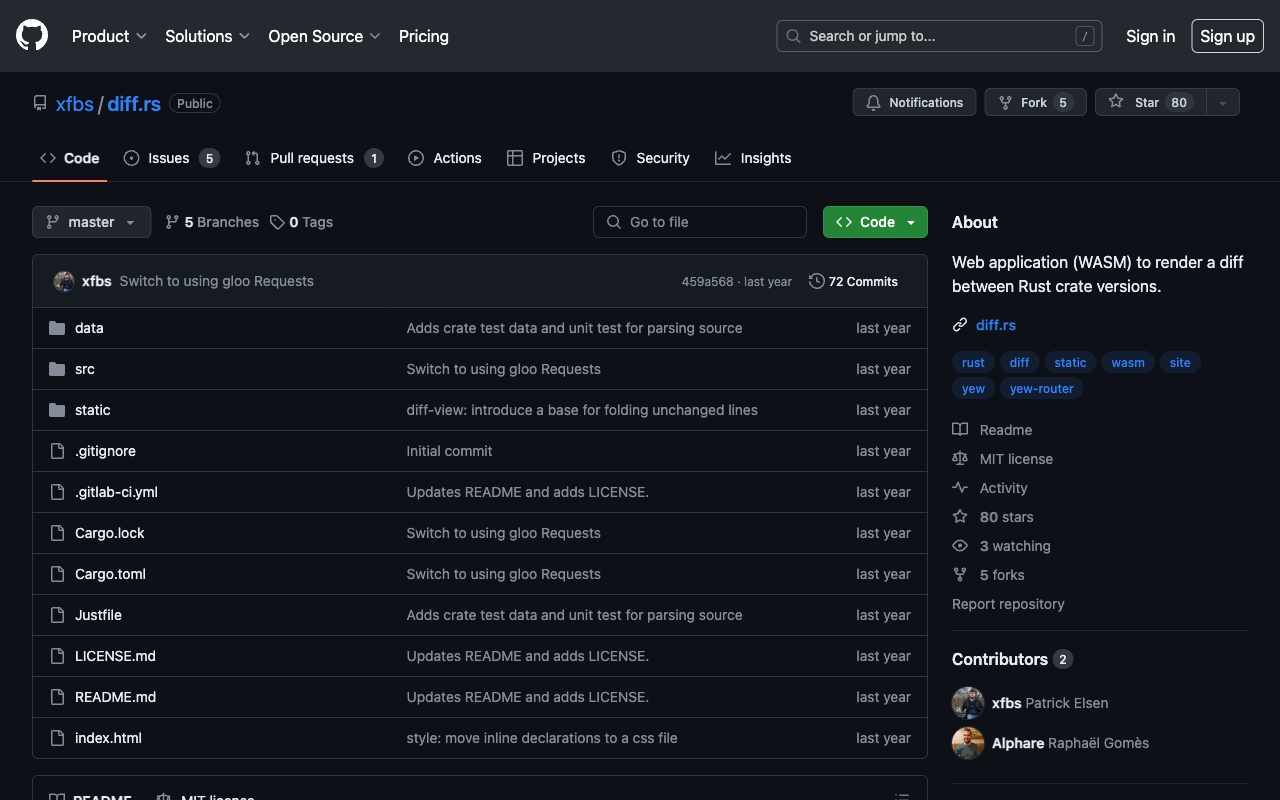 Product Solutions Open Source Pricing Search or jump to... / Sign in Sign up
xfbs / diff.rs Public Notifications Fork 5 Star 80
Code Issues 5 Pull requests 1 Actions Projects Security Insights
master 5 Branches 0 Tags Go to file Code
xfbs Switch to using gloo Requests 459a568 · last year 72 Commits
data Adds crate test data and unit test for parsing source last year
src Switch to using gloo Requests last year
static diff-view: introduce a base for folding unchanged lines last year
.gitignore Initial commit last year
.gitlab-ci.yml Updates README and adds LICENSE. last year
Cargo.lock Switch to using gloo Requests last year
Cargo.toml Switch to using gloo Requests last year
Justfile Adds crate test data and unit test for parsing source last year
LICENSE.md Updates README and adds LICENSE. last year
README.md Updates README and adds LICENSE. last year
index.html style: move inline declarations to a css file last year
README MIT license
About
Web application (WASM) to render a diff
between Rust crate versions.
diff.rs
rust diff static wasm site
yew yew-router
Readme
MIT license
Activity
80 stars
3 watching
5 forks
Report repository
Contributors 2
xfbs Patrick Elsen
Alphare Raphaël Gomès